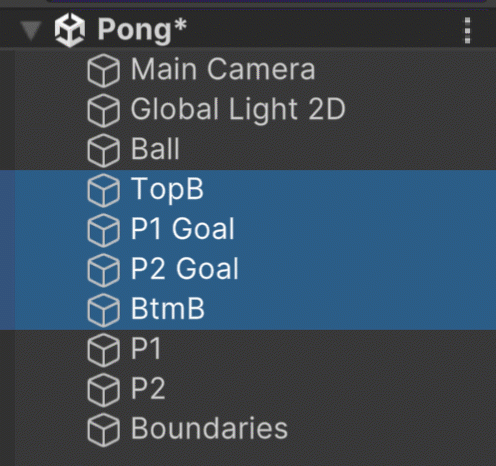 Pong*
Main Camera
Global Light 2D
Ball
TopB
P1 Goal
P2 Goal
BtmB
P1
P2
Boundaries